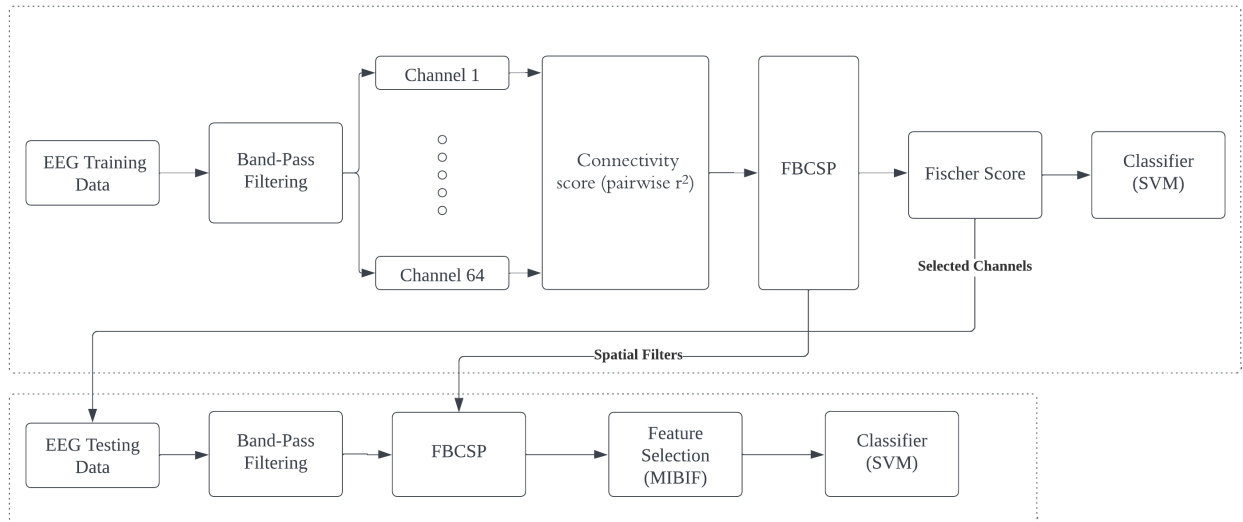 EEG Training
Data
Band-Pass
Filtering
Channel 1
Channel 64
Connectivity
score (pairwise r²)
FBCSP
Fischer Score
Classifier
(SVM)
Selected Channels
Spatial Filters
EEG Testing
Data
Band-Pass
Filtering
FBCSP
Feature
Selection
(MIBIF)
Classifier
(SVM)